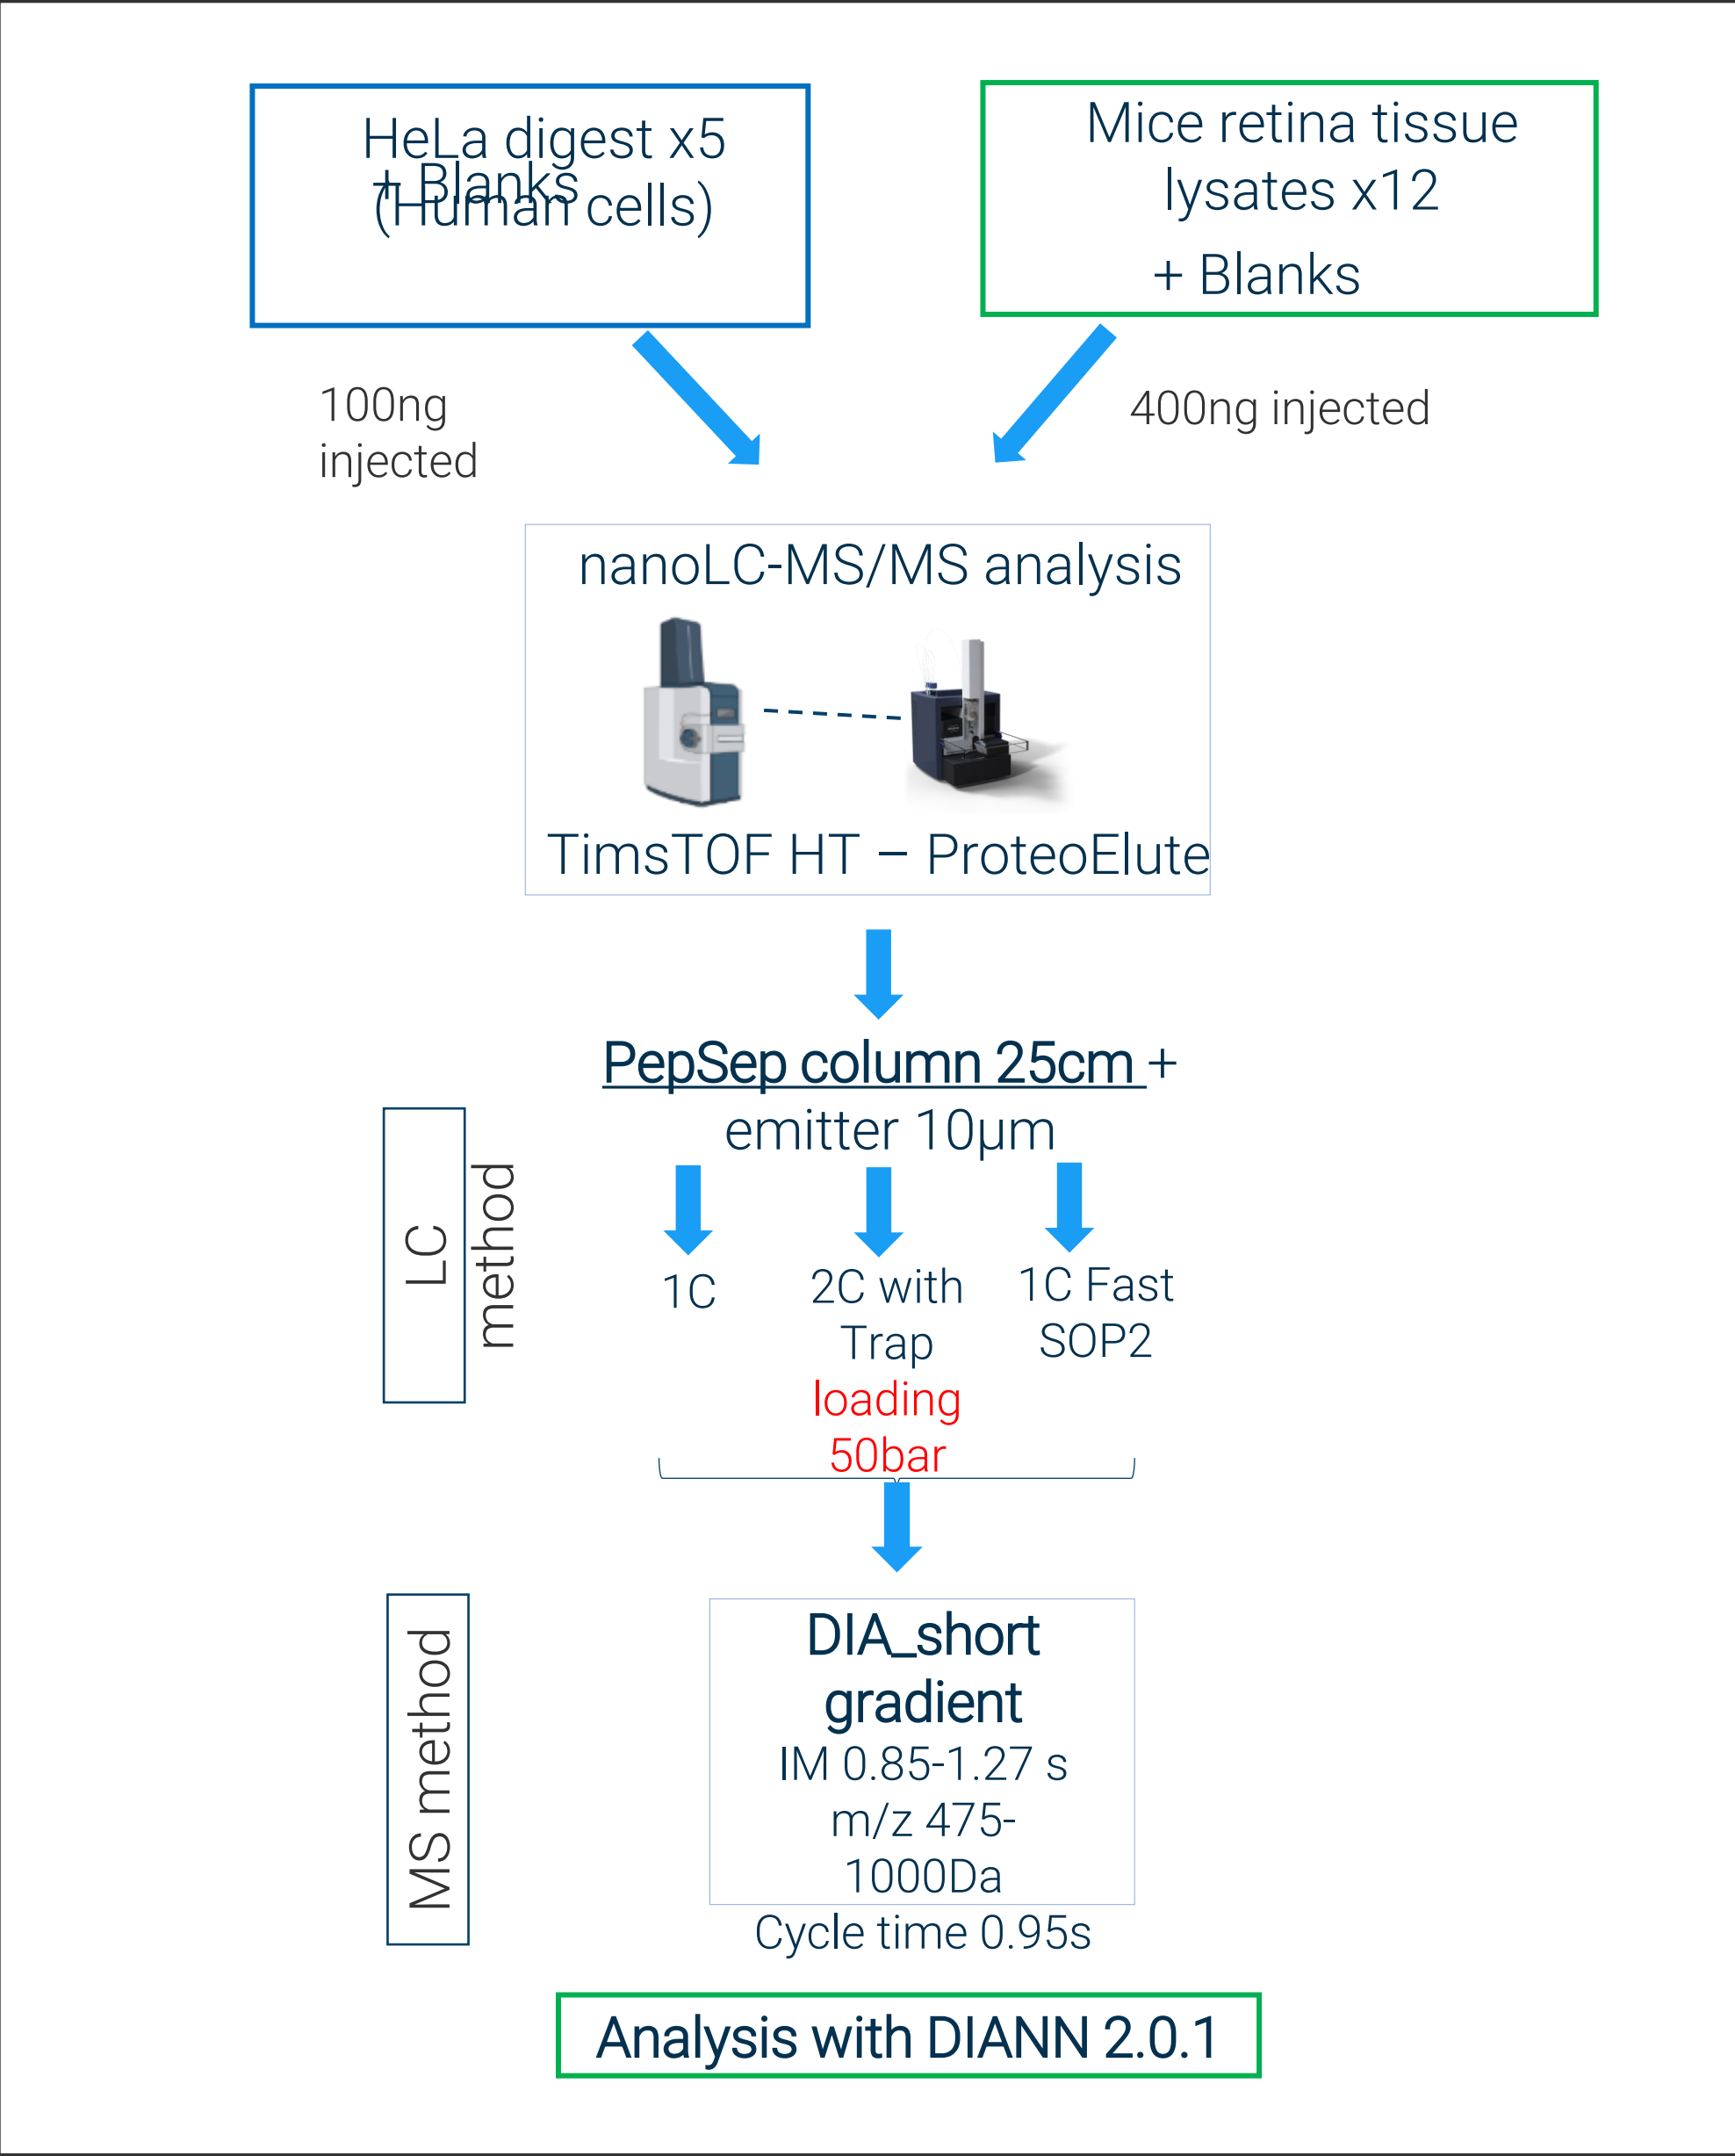 HeLa digest x5
(Human cells)
+ Blanks
Mice retina tissue
lysates x12
+ Blanks
100ng
injected
400ng injected
nanoLC-MS/MS analysis
TimsTOF HT – ProteoElute
PepSep column 25cm +
emitter 10µm
LC
method
1C
2C with
Trap
loading
50bar
1C Fast
SOP2
MS method
DIA_short
gradient
IM 0.85-1.27 s
m/z 475-
1000Da
Cycle time 0.95s
Analysis with DIANN 2.0.1